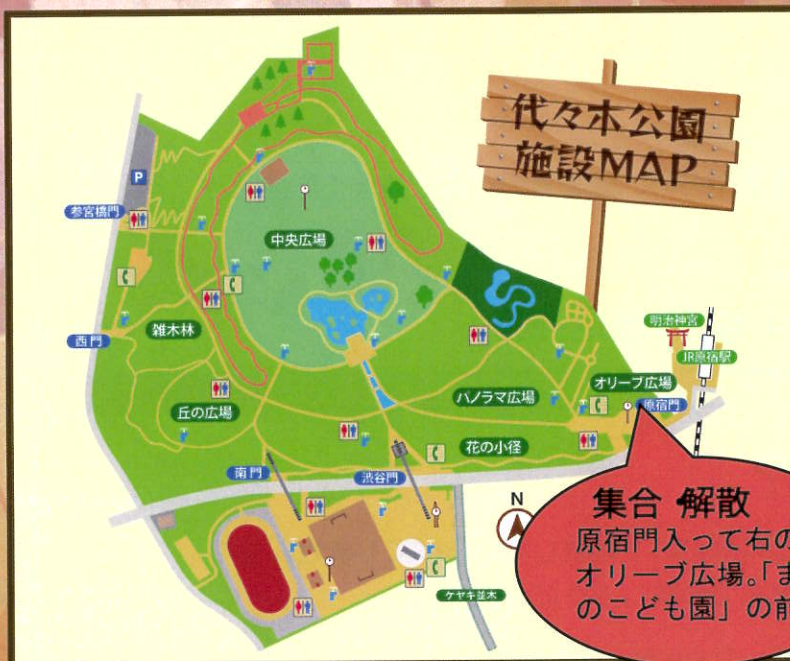 代々木公園
施設MAP
P
参宮橋門
中央広場
明治神宮
JR原宿駅
西門
雑木林
オリーブ広場
原宿門
丘の広場
パノラマ広場
花の小径
南門
渋谷門
N
ケヤキ並木
集合 解散
原宿門入って右の
オリーブ広場。「ま
のこども園」の前